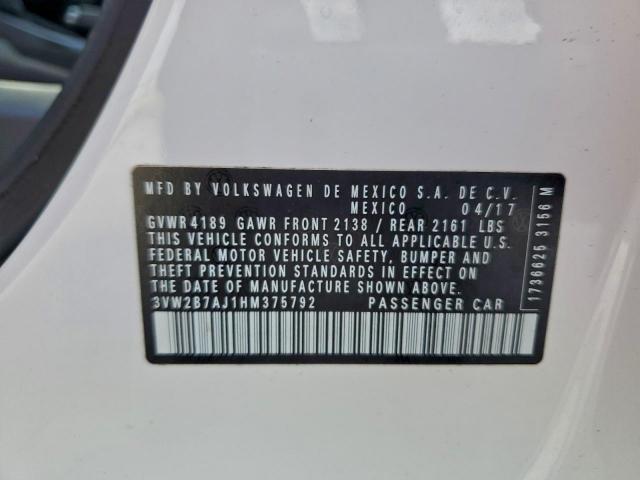 MFD BY VOLKSWAGEN DE MEXICO S.A. DE C.V.
MEXICO 04/17
GVWR 4189 GAWR FRONT 2138 / REAR 2161 LBS
THIS VEHICLE CONFORMS TO ALL APPLICABLE U.S.
FEDERAL MOTOR VEHICLE SAFETY, BUMPER AND
THEFT PREVENTION STANDARDS IN EFFECT ON
THE DATE OF MANUFACTURE SHOWN ABOVE.
3VW2B7AJ1HM375792 PASSENGER CAR
1736625 3156 M